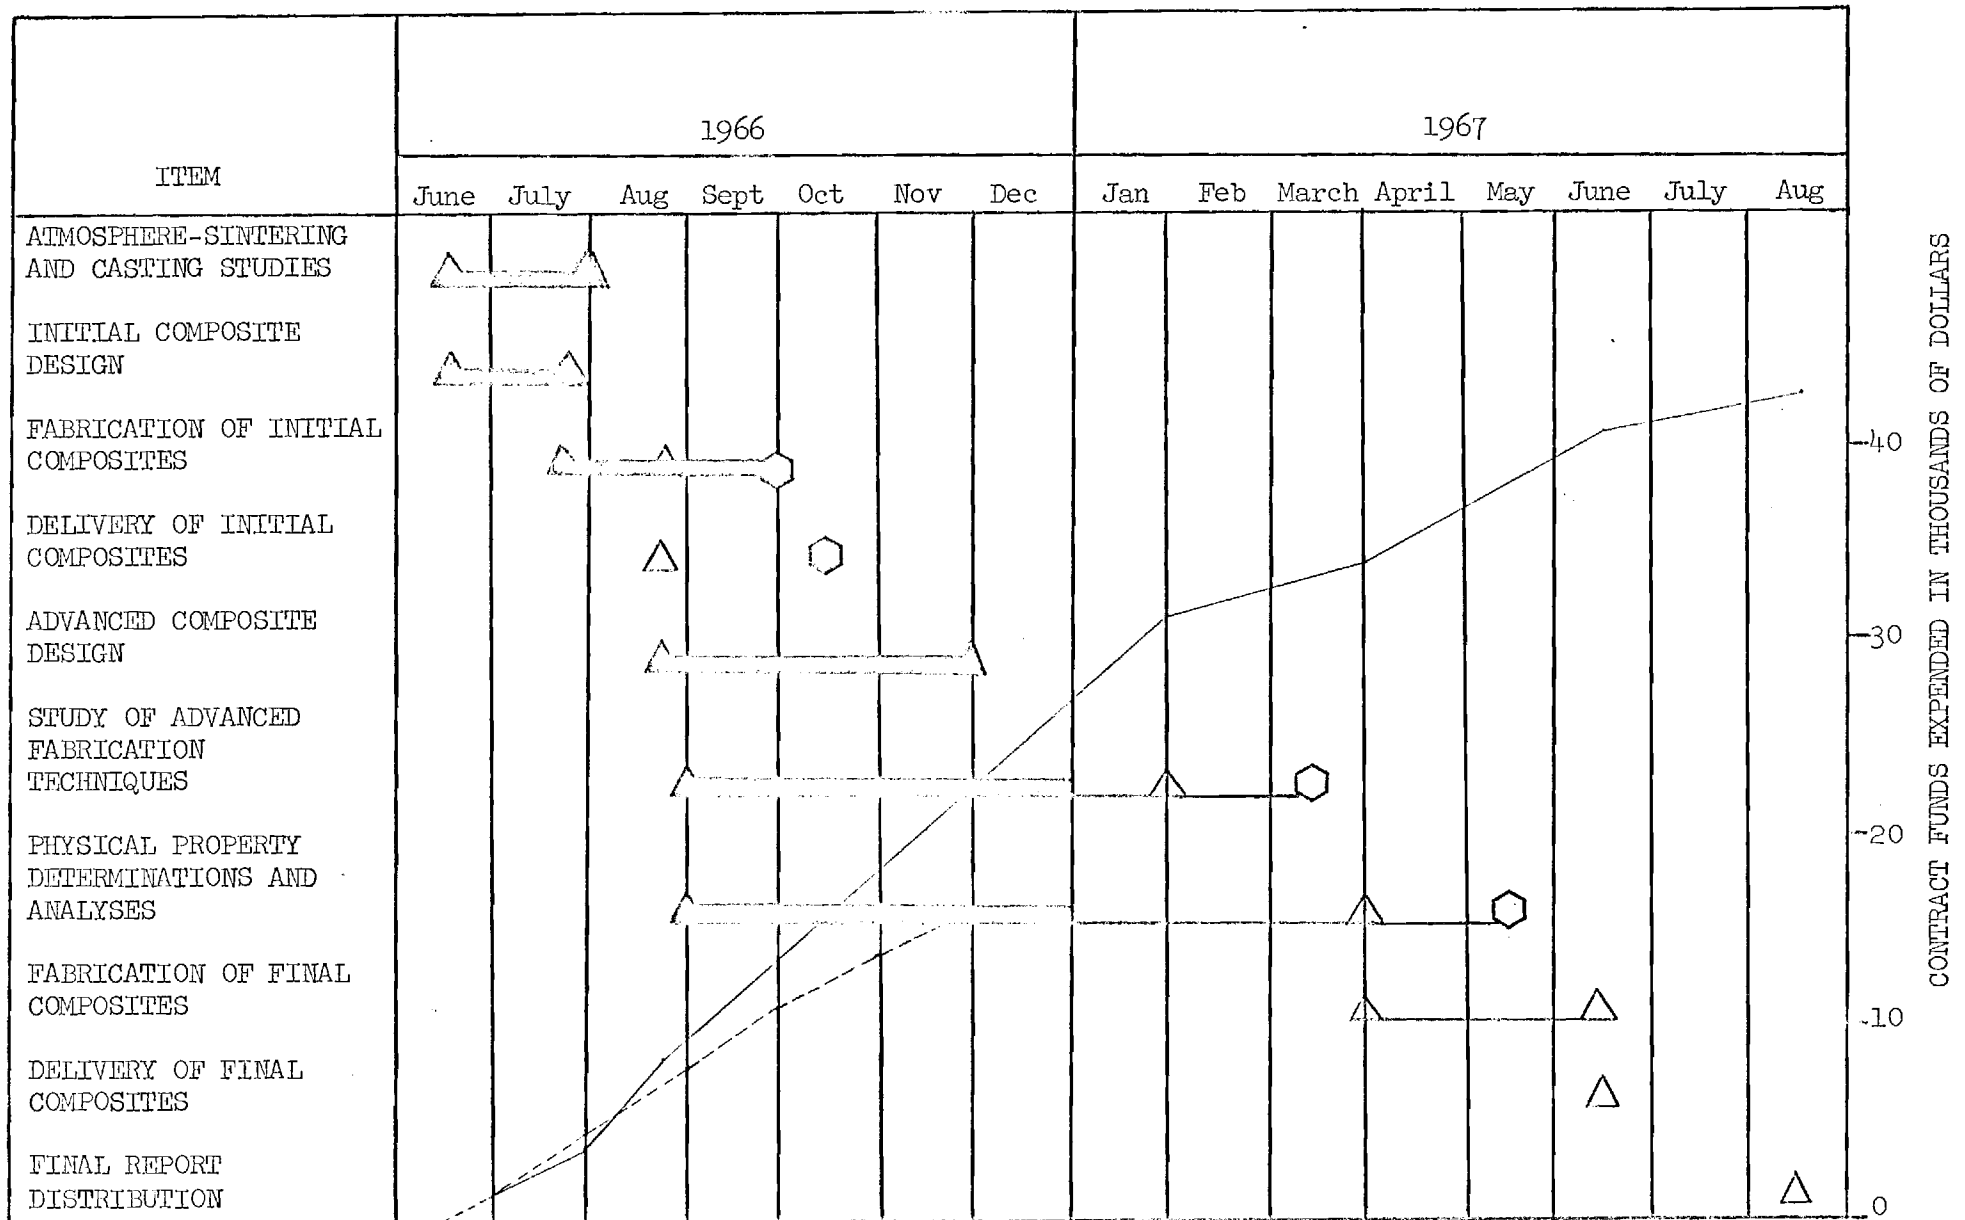 1966
1967
ITEM
June July Aug Sept Oct Nov Dec Jan Feb March April May June July Aug
ATMOSPHERE-SINTERING
AND CASTING STUDIES
INITIAL COMPOSITE
DESIGN
FABRICATION OF INITIAL
COMPOSITES
DELIVERY OF INITIAL
COMPOSITES
ADVANCED COMPOSITE
DESIGN
STUDY OF ADVANCED
FABRICATION
TECHNIQUES
PHYSICAL PROPERTY
DETERMINATIONS AND
ANALYSES
FABRICATION OF FINAL
COMPOSITES
DELIVERY OF FINAL
COMPOSITES
FINAL REPORT
DISTRIBUTION
40
30
20
10
0
CONTRACT FUNDS EXPENDED IN THOUSANDS OF DOLLARS